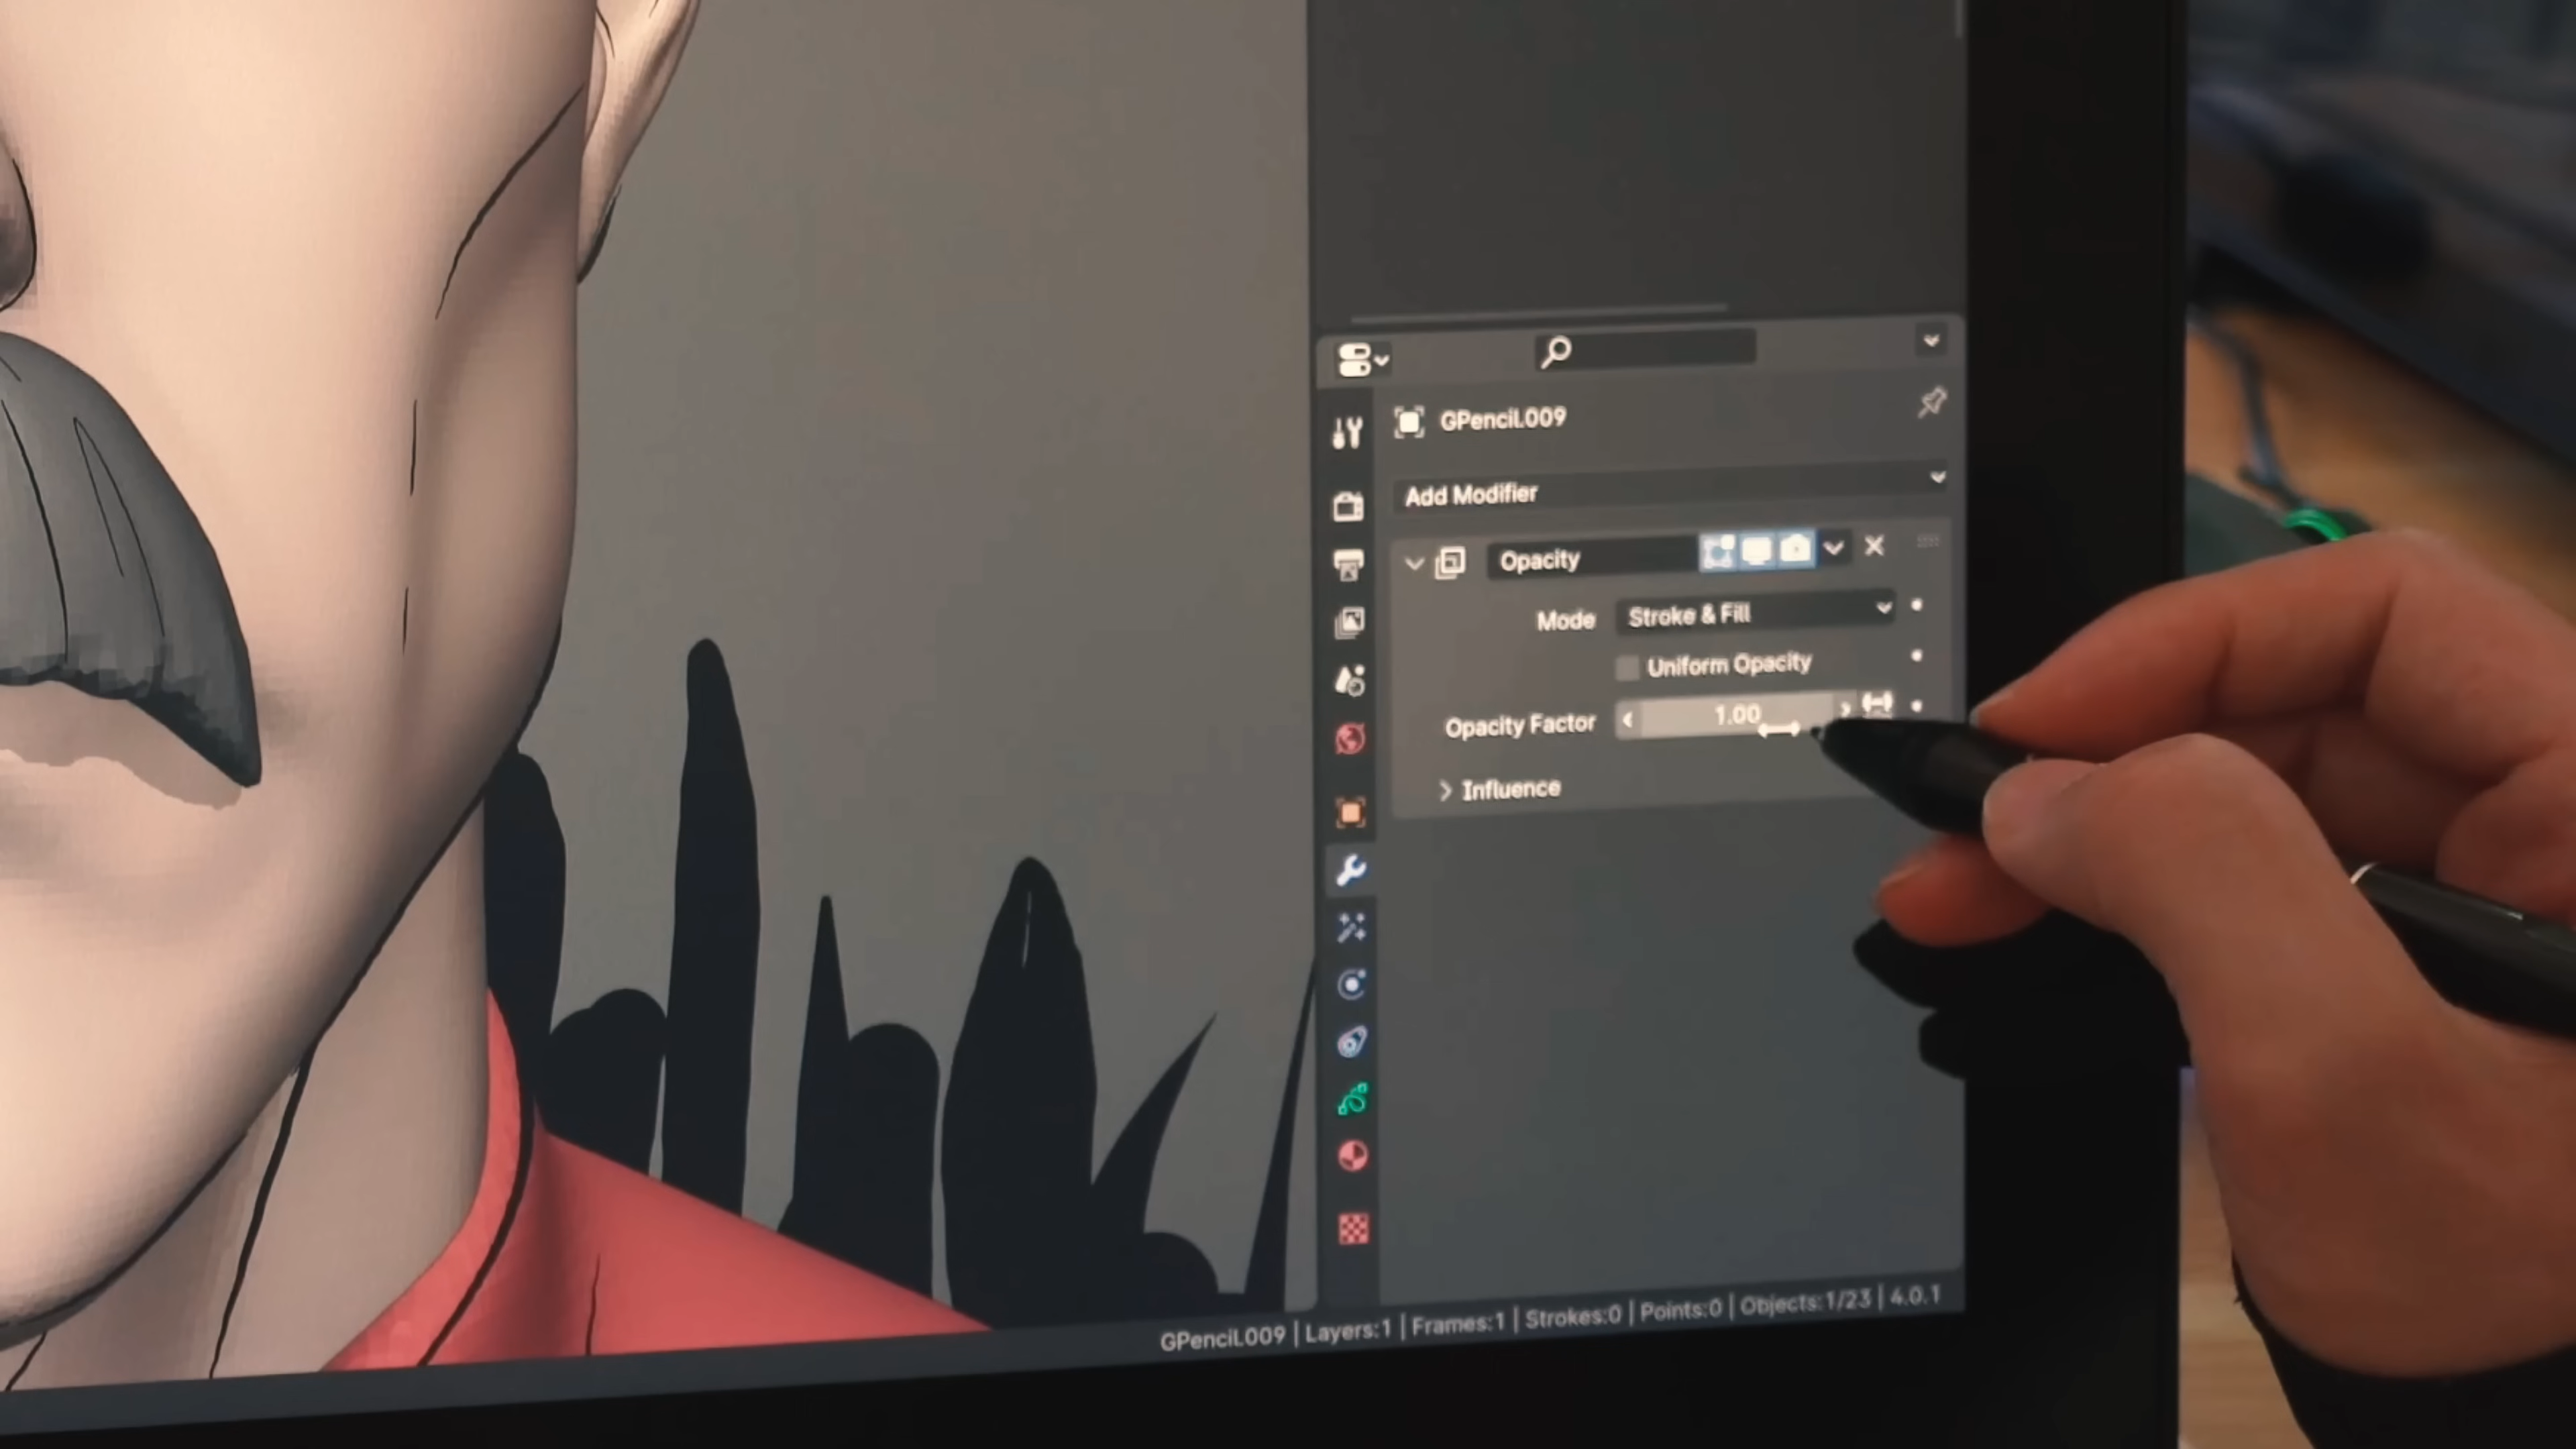 GPencil.009
Add Modifier
Opacity
Mode Stroke & Fill
Uniform Opacity
Opacity Factor 1.00
Influence
GPencil.009 | Layers:1 | Frames:1 | Strokes:0 | Points:0 | Objects:1/23 | 4.0.1